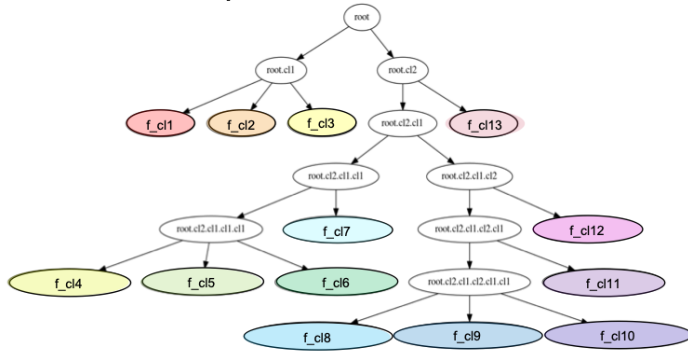 root
root.cl1 root.cl2
f_cl1 f_cl2 f_cl3 root.cl2.cl1 f_cl13
root.cl2.cl1.cl1 root.cl2.cl1.cl2
root.cl2.cl1.cl1.cl1 f_cl7 root.cl2.cl1.cl2.cl1 f_cl12
f_cl4 f_cl5 f_cl6 root.cl2.cl1.cl2.cl1.cl1 f_cl11
f_cl8 f_cl9 f_cl10